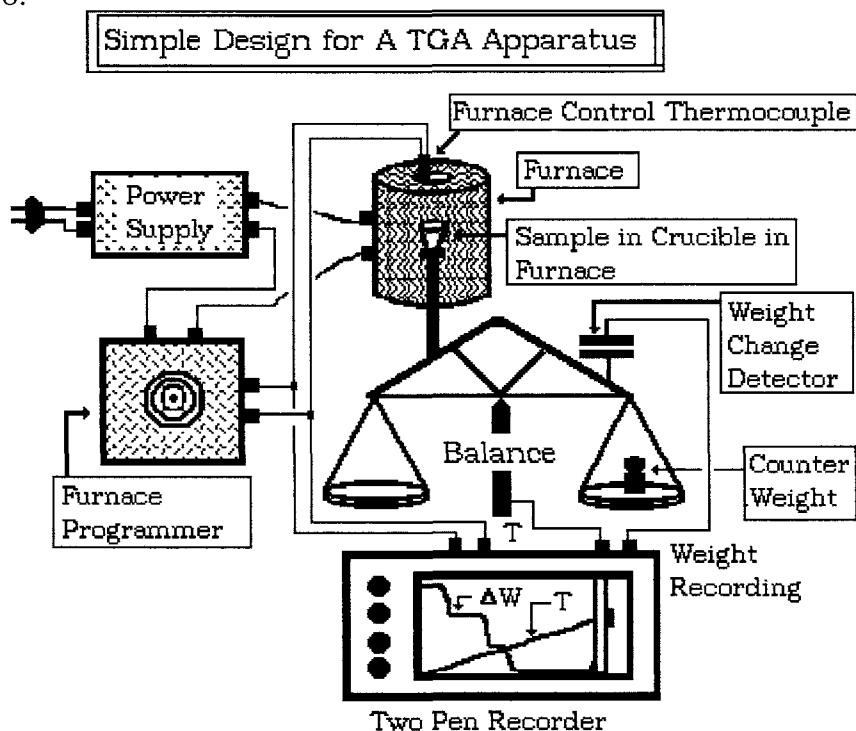 Simple Design for A TGA Apparatus
Furnace Control Thermocouple
Furnace
Power
Supply
Sample in Crucible in
Furnace
Weight
Change
Detector
Balance
Counter
Weight
Furnace
Programmer
T
Weight
Recording
ΔW
T
Two Pen Recorder